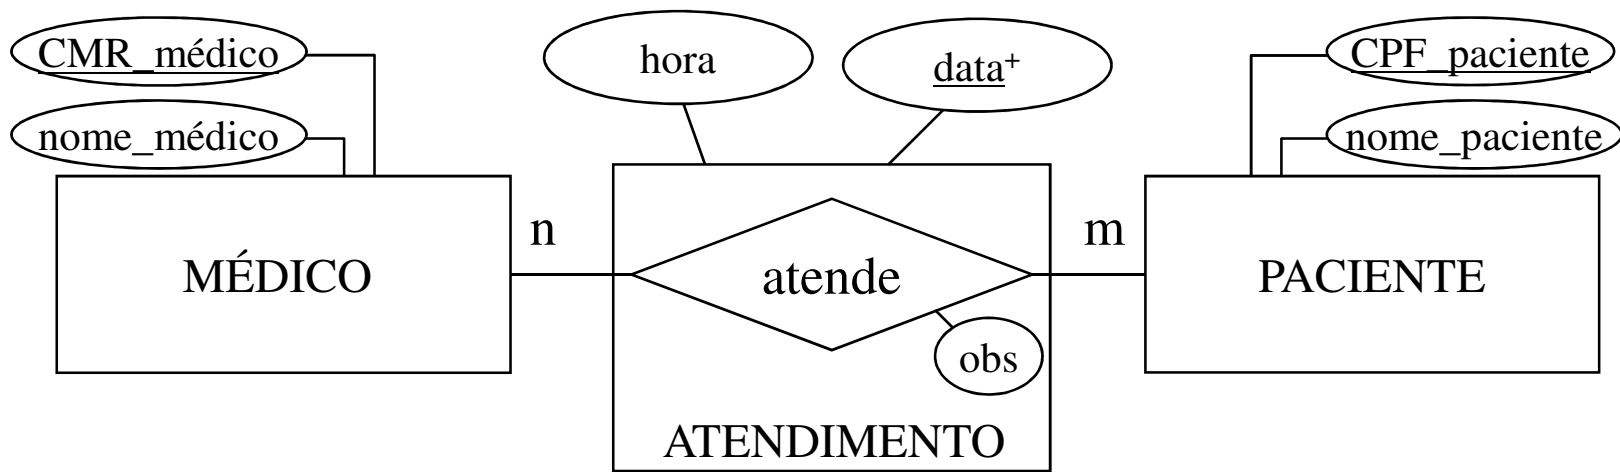 CMR_médico
nome_médico
hora
data⁺
CPF_paciente
nome_paciente
MÉDICO
n
atende
m
PACIENTE
obs
ATENDIMENTO